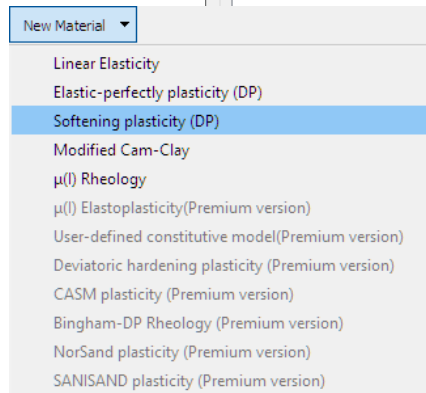 New Material
Linear Elasticity
Elastic-perfectly plasticity (DP)
Softening plasticity (DP)
Modified Cam-Clay
μ(I) Rheology
μ(I) Elastoplasticity(Premium version)
User-defined constitutive model(Premium version)
Deviatoric hardening plasticity (Premium version)
CASM plasticity (Premium version)
Bingham-DP Rheology (Premium version)
NorSand plasticity (Premium version)
SANISAND plasticity (Premium version)